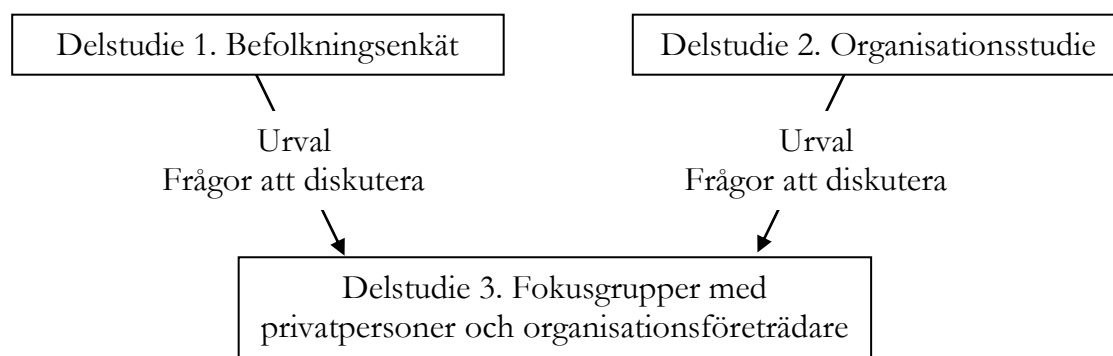 Delstudie 1. Befolkningsenkät
Delstudie 2. Organisationsstudie
Urval
Frågor att diskutera
Urval
Frågor att diskutera
Delstudie 3. Fokusgrupper med
privatpersoner och organisationsföreträdare